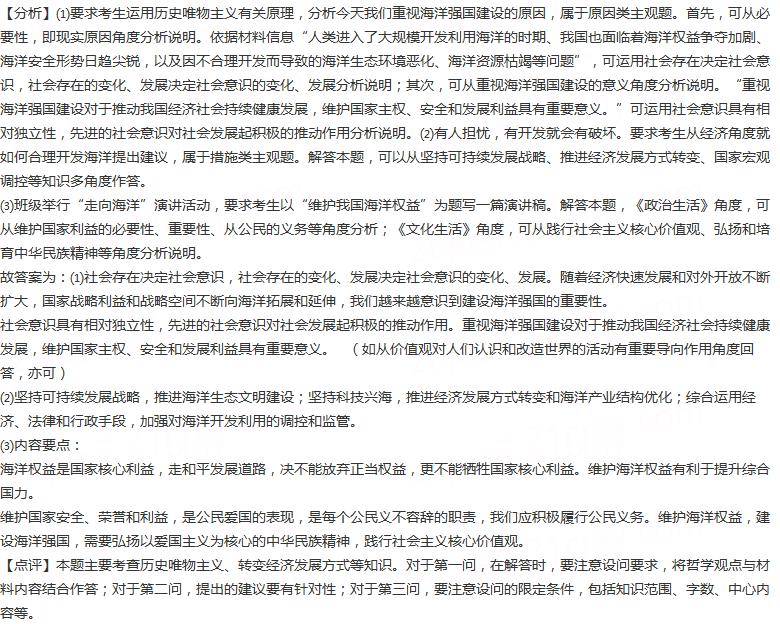 【分析】⑴要求考生运用历史唯物主义有关原理，分析今天我们重视海洋强国建设的原因，属于原因类主观题。首先，可从必
要性，即现实原因角度分析说明。依据材料信息“人类进入了大规模开发利用海洋的时期、我国也面临着海洋权益争夺加剧、
海洋安全形势日趋尖锐，以及因不合理开发而导致的海洋生态环境恶化、海洋资源枯竭等问题”，可运用社会存在决定社会意
识，社会存在的变化、发展决定社会意识的变化、发展分析说明；其次，可从重视海洋强国建设的意义角度分析说明。“重视
海洋强国建设对于推动我国经济社会持续健康发展，维护国家主权、安全和发展利益具有重要意义。”可运用社会意识具有相
对独立性，先进的社会意识对社会发展起积极的推动作用分析说明。⑵有人担忧，有开发就会有破坏。要求考生从经济角度就
如何合理开发海洋提出建议，属于措施类主观题。解答本题，可以从坚持可持续发展战略、推进经济发展方式转变、国家宏观
调控等知识多角度作答。
⑶班级举行“走向海洋”演讲活动，要求考生以“维护我国海洋权益”为题写一篇演讲稿。解答本题，《政治生活》角度，可
从维护国家利益的必要性、重要性、从公民的义务等角度分析；《文化生活》角度，可从践行社会主义核心价值观、弘扬和培
育中华民族精神等角度分析说明。
故答案为：⑴社会存在决定社会意识，社会存在的变化、发展决定社会意识的变化、发展。随着经济快速发展和对外开放不断
扩大，国家战略利益和战略空间不断向海洋拓展和延伸，我们越来越意识到建设海洋强国的重要性。
社会意识具有相对独立性，先进的社会意识对社会发展起积极的推动作用。重视海洋强国建设对于推动我国经济社会持续健康
发展，维护国家主权、安全和发展利益具有重要意义。 （如从价值观对人们认识和改造世界的活动有重要导向作用角度回
答，亦可）
⑵坚持可持续发展战略，推进海洋生态文明建设；坚持科技兴海，推进经济发展方式转变和海洋产业结构优化；综合运用经
济、法律和行政手段，加强对海洋开发利用的调控和监管。
⑶内容要点：
海洋权益是国家核心利益，走和平发展道路，决不能放弃正当权益，更不能牺牲国家核心利益。维护海洋权益有利于提升综合
国力。
维护国家安全、荣誉和利益，是公民爱国的表现，是每个公民义不容辞的职责，我们应积极履行公民义务。维护海洋权益，建
设海洋强国，需要弘扬以爱国主义为核心的中华民族精神，践行社会主义核心价值观。
【点评】本题主要考查历史唯物主义、转变经济发展方式等知识。对于第一问，在解答时，要注意设问要求，将哲学观点与材
料内容结合作答；对于第二问，提出的建议要有针对性；对于第三问，要注意设问的限定条件，包括知识范围、字数、中心内
容等。